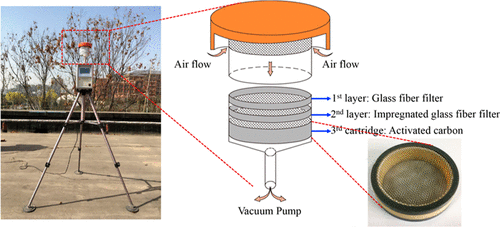 Air flow
Air flow
1st layer: Glass fiber filter
2nd layer: Impregnated glass fiber filter
3rd cartridge: Activated carbon
Vacuum Pump